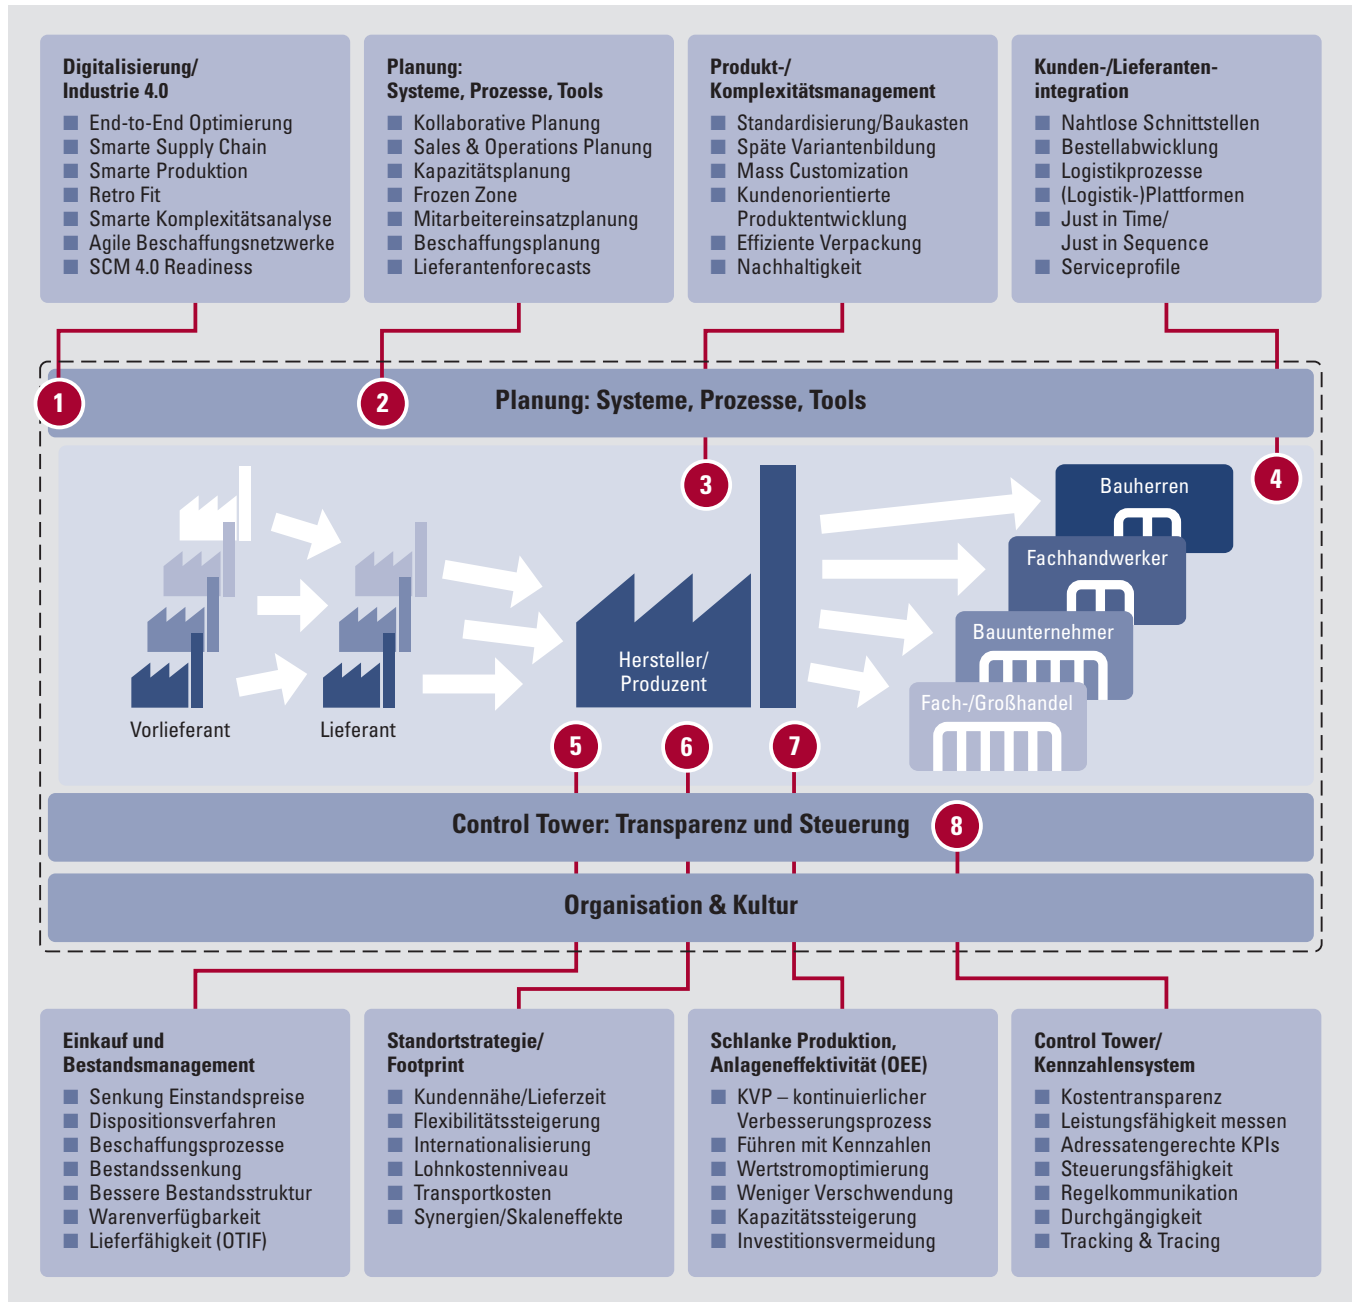 Digitalisierung/
Industrie 4.0
End-to-End Optimierung
Smarte Supply Chain
Smarte Produktion
Retro Fit
Smarte Komplexitätsanalyse
Agile Beschaffungsnetzwerke
SCM 4.0 Readiness
Planung:
Systeme, Prozesse, Tools
Kollaborative Planung
Sales & Operations Planung
Kapazitätsplanung
Frozen Zone
Mitarbeitereinsatzplanung
Beschaffungsplanung
Lieferantenforecasts
Produkt-/
Komplexitätsmanagement
Standardisierung/Baukasten
Späte Variantenbildung
Mass Customization
Kundenorientierte
Produktentwicklung
Effiziente Verpackung
Nachhaltigkeit
Kunden-/Lieferanten-
integration
Nahtlose Schnittstellen
Bestellabwicklung
Logistikprozesse
(Logistik-)Plattformen
Just in Time/
Just in Sequence
Serviceprofile
1
2
Planung: Systeme, Prozesse, Tools
3
4
Bauherren
Fachhandwerker
Bauunternehmer
Fach-/Großhandel
Hersteller/
Produzent
Vorlieferant
Lieferant
5
6
7
Control Tower: Transparenz und Steuerung
8
Organisation & Kultur
Einkauf und
Bestandsmanagement
Senkung Einstandspreise
Dispositionsverfahren
Beschaffungsprozesse
Bestandssenkung
Bessere Bestandsstruktur
Warenverfügbarkeit
Lieferfähigkeit (OTIF)
Standortstrategie/
Footprint
Kundennähe/Lieferzeit
Flexibilitätssteigerung
Internationalisierung
Lohnkostenniveau
Transportkosten
Synergien/Skaleneffekte
Schlanke Produktion,
Anlageneffektivität (OEE)
KVP – kontinuierlicher
Verbesserungsprozess
Führen mit Kennzahlen
Wertstromoptimierung
Weniger Verschwendung
Kapazitätssteigerung
Investitionsvermeidung
Control Tower/
Kennzahlensystem
Kostentransparenz
Leistungsfähigkeit messen
Adressatengerechte KPIs
Steuerungsfähigkeit
Regelkommunikation
Durchgängigkeit
Tracking & Tracing